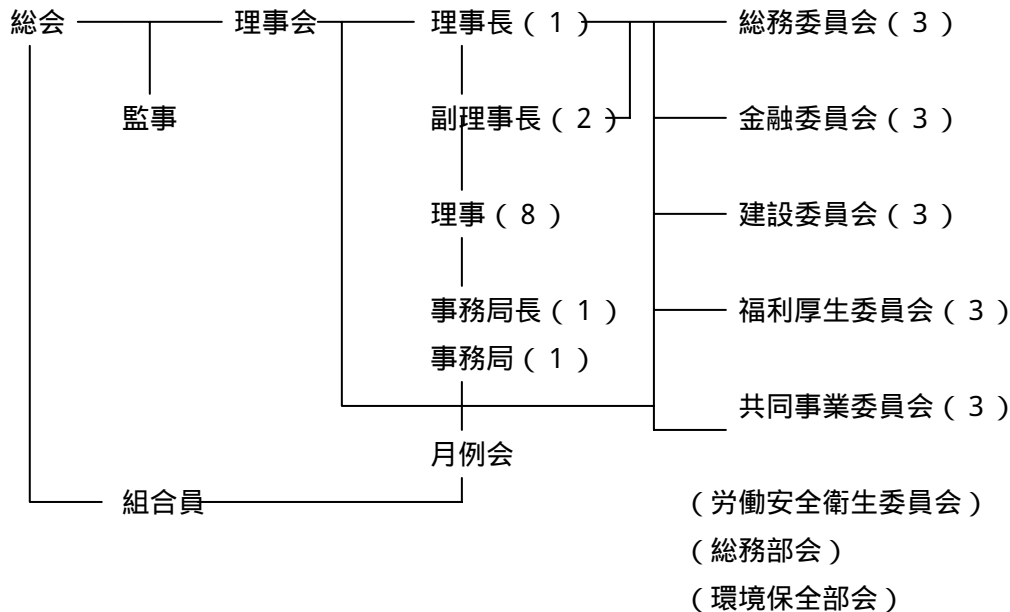 総会 理事会 理事長(1) 総務委員会(3)
監事 副理事長(2) 金融委員会(3)
理事(8) 建設委員会(3)
事務局長(1) 福利厚生委員会(3)
事務局(1)
共同事業委員会(3)
月例会
組合員 (労働安全衛生委員会)
(総務部会)
(環境保全部会)